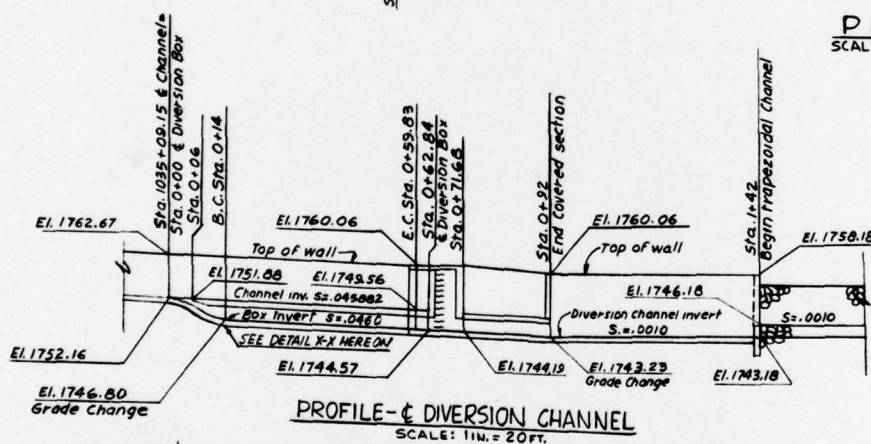 P
SCAL
Sta. 1035+09.15 ℄ Channel=
Sta. 0+00 ℄ Diversion Box
Sta. 0+06
B.C. Sta. 0+14
E.C. Sta. 0+59.83
Sta. 0+62.84
℄ Diversion Box
Sta. 0+71.68
Sta. 0+92
End Covered section
Sta. 1+42
Begin Trapezoidal Channel
El. 1762.67
El. 1760.06
El. 1760.06
El. 1758.18
Top of wall
Top of wall
El. 1751.88
El. 1749.56
El. 1746.18
Channel inv. S=.045882
Box Invert S=.0460
Diversion channel invert
S=.0010
S=.0010
SEE DETAIL X-X HEREON
El. 1752.16
El. 1744.57
El. 1744.19
El. 1743.23
Grade Change
El. 1743.18
El. 1746.80
Grade Change
PROFILE-℄ DIVERSION CHANNEL
SCALE: 1 IN. = 20 FT.